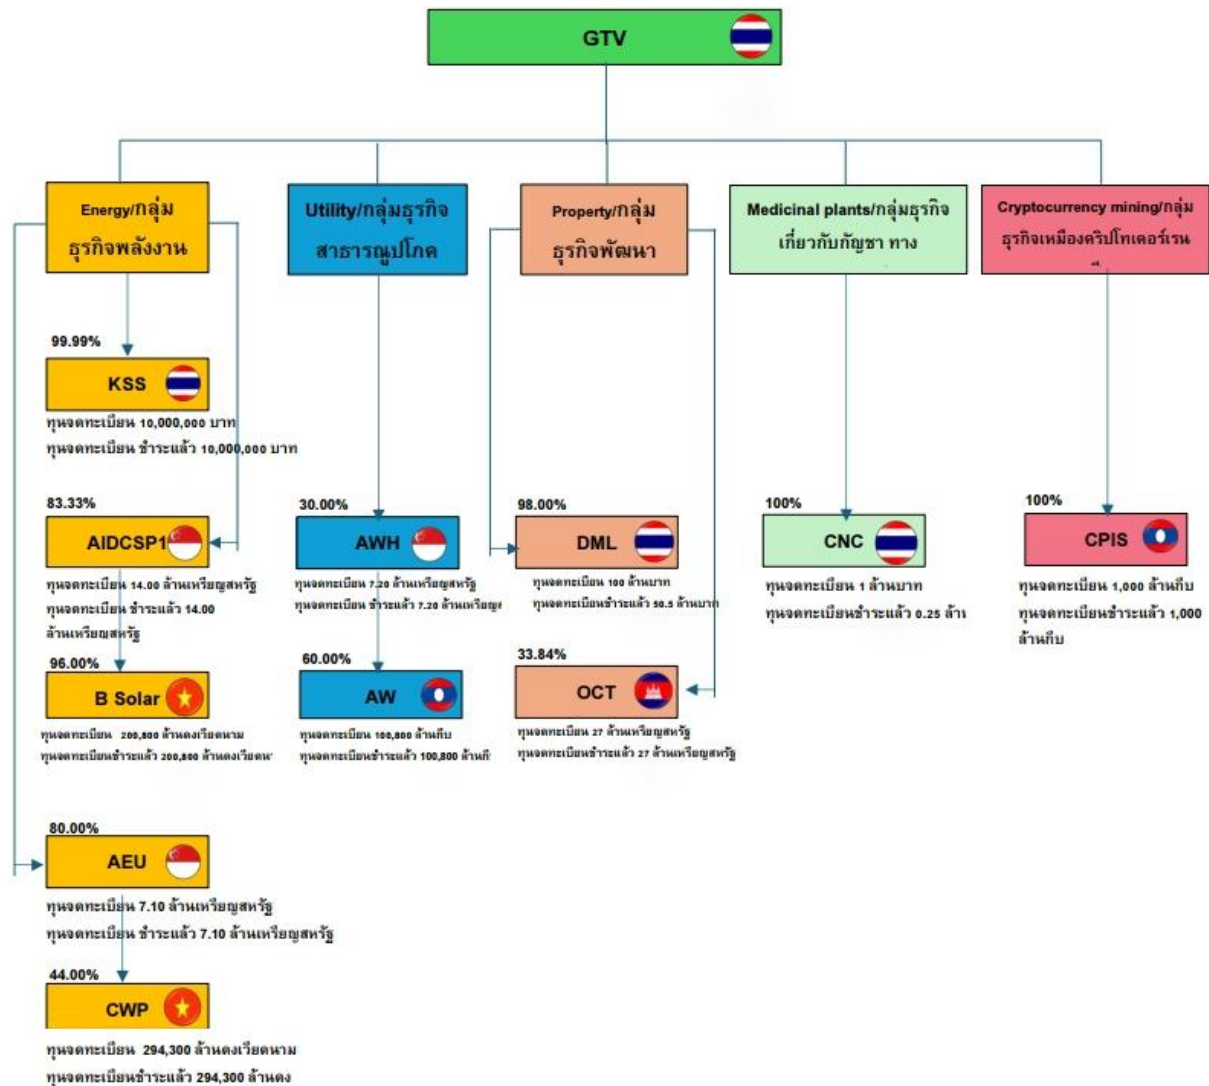 GTV
Energy/กลุ่ม
ธุรกิจพลังงาน
Utility/กลุ่มธุรกิจ
สาธารณูปโภค
Property/กลุ่ม
ธุรกิจพัฒนา
Medicinal plants/กลุ่มธุรกิจ
เกี่ยวกับกัญชา ทาง
Cryptocurrency mining/กลุ่ม
ธุรกิจเหมืองคริปโทเคอร์เรน
99.99%
KSS
ทุนจดทะเบียน 10,000,000 บาท
ทุนจดทะเบียน ชำระแล้ว 10,000,000 บาท
83.33%
AIDCSP1
ทุนจดทะเบียน 14.00 ล้านเหรียญสหรัฐ
ทุนจดทะเบียน ชำระแล้ว 14.00
ล้านเหรียญสหรัฐ
96.00%
B Solar
ทุนจดทะเบียน 200,800 ล้านดงเวียดนาม
ทุนจดทะเบียนชำระแล้ว 200,800 ล้านดงเวียดน
80.00%
AEU
ทุนจดทะเบียน 7.10 ล้านเหรียญสหรัฐ
ทุนจดทะเบียน ชำระแล้ว 7.10 ล้านเหรียญสหรัฐ
44.00%
CWP
ทุนจดทะเบียน 294,300 ล้านดงเวียดนาม
ทุนจดทะเบียนชำระแล้ว 294,300 ล้านดง
30.00%
AWH
ทุนจดทะเบียน 7.20 ล้านเหรียญสหรัฐ
ทุนจดทะเบียน ชำระแล้ว 7.20 ล้านเหรียญส
60.00%
AW
ทุนจดทะเบียน 100,800 ล้านกีบ
ทุนจดทะเบียนชำระแล้ว 100,800 ล้านกี
98.00%
DML
ทุนจดทะเบียน 100 ล้านบาท
ทุนจดทะเบียนชำระแล้ว 50.5 ล้านบาท
33.84%
OCT
ทุนจดทะเบียน 27 ล้านเหรียญสหรัฐ
ทุนจดทะเบียนชำระแล้ว 27 ล้านเหรียญสหรัฐ
100%
CNC
ทุนจดทะเบียน 1 ล้านบาท
ทุนจดทะเบียนชำระแล้ว 0.25 ล้าน
100%
CPIS
ทุนจดทะเบียน 1,000 ล้านกีบ
ทุนจดทะเบียนชำระแล้ว 1,000
ล้านกีบ